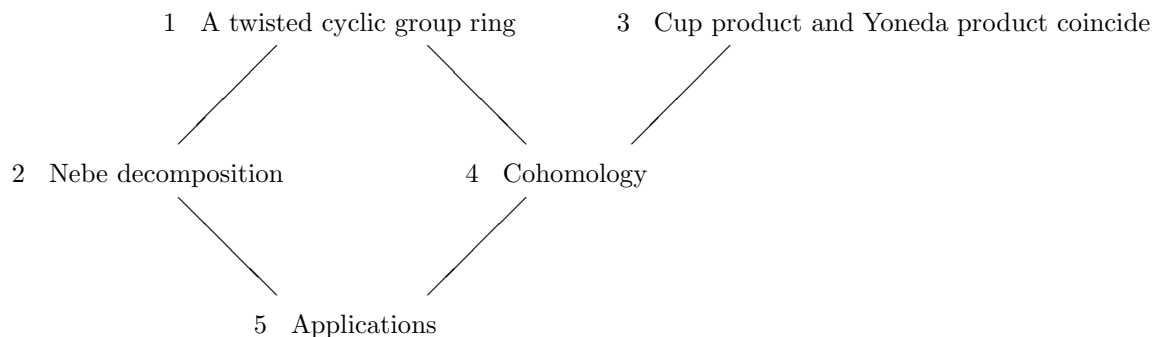 1 A twisted cyclic group ring
3 Cup product and Yoneda product coincide
2 Nebe decomposition
4 Cohomology
5 Applications